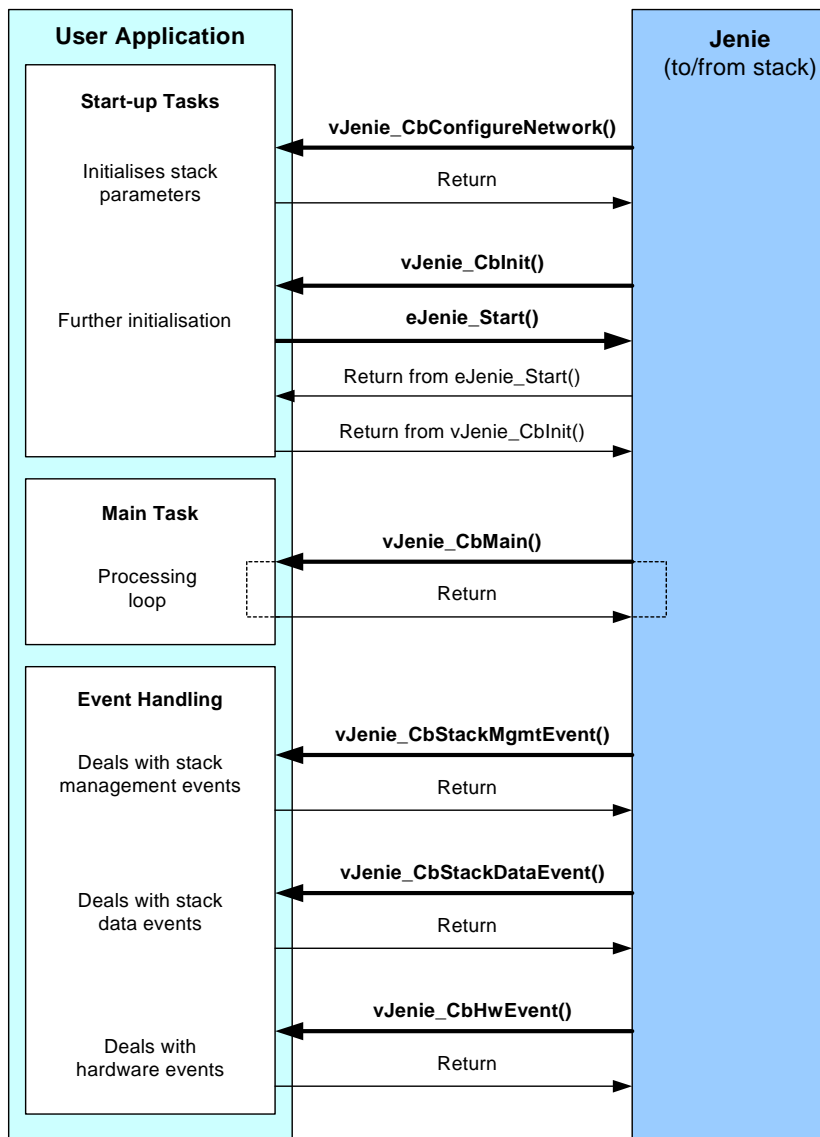 User Application
Jenie
(to/from stack)
Start-up Tasks
vJenie_CbConfigureNetwork()
Initialises stack
parameters
Return
vJenie_CbInit()
Further initialisation
eJenie_Start()
Return from eJenie_Start()
Return from vJenie_CbInit()
Main Task
vJenie_CbMain()
Processing
loop
Return
Event Handling
vJenie_CbStackMgmtEvent()
Deals with stack
management events
Return
vJenie_CbStackDataEvent()
Deals with stack
data events
Return
vJenie_CbHwEvent()
Deals with
hardware events
Return